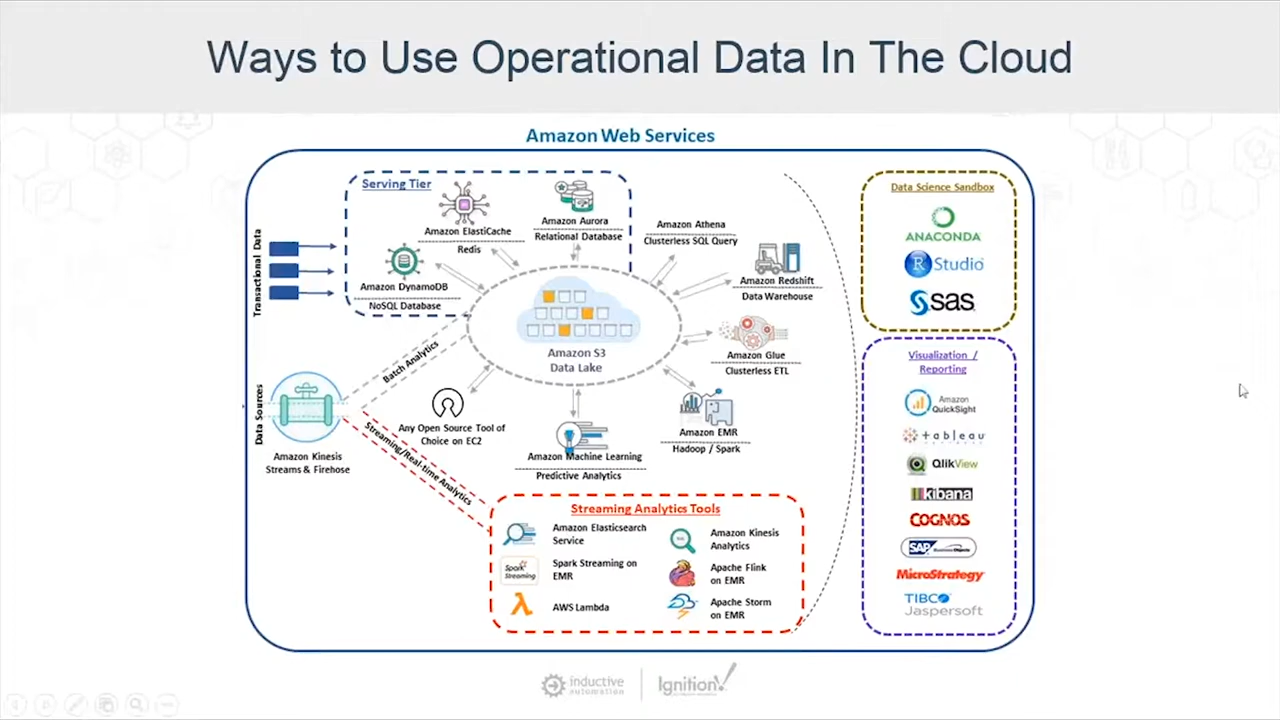 Ways to Use Operational Data In The Cloud
Amazon Web Services
Serving Tier
Amazon ElastiCache
Redis
Amazon Aurora
Relational Database
Amazon DynamoDB
NoSQL Database
Transactional Data
Amazon Athena
Clusterless SQL Query
Amazon Redshift
Data Warehouse
Amazon Glue
Clusterless ETL
Amazon EMR
Hadoop / Spark
Amazon S3
Data Lake
Batch Analytics
Data Sources
Amazon Kinesis
Streams & Firehose
Streaming/Real-time Analytics
Any Open Source Tool of
Choice on EC2
Amazon Machine Learning
Predictive Analytics
Streaming Analytics Tools
Amazon Elasticsearch
Service
Spark
Streaming
Spark Streaming on
EMR
AWS Lambda
Amazon Kinesis
Analytics
Apache Flink
on EMR
Apache Storm
on EMR
Data Science Sandbox
ANACONDA
R Studio
sas
Visualization /
Reporting
Amazon
QuickSight
tableau
QlikView
kibana
COGNOS
SAP
MicroStrategy
TIBCO
Jaspersoft
inductive
automation
Ignition!